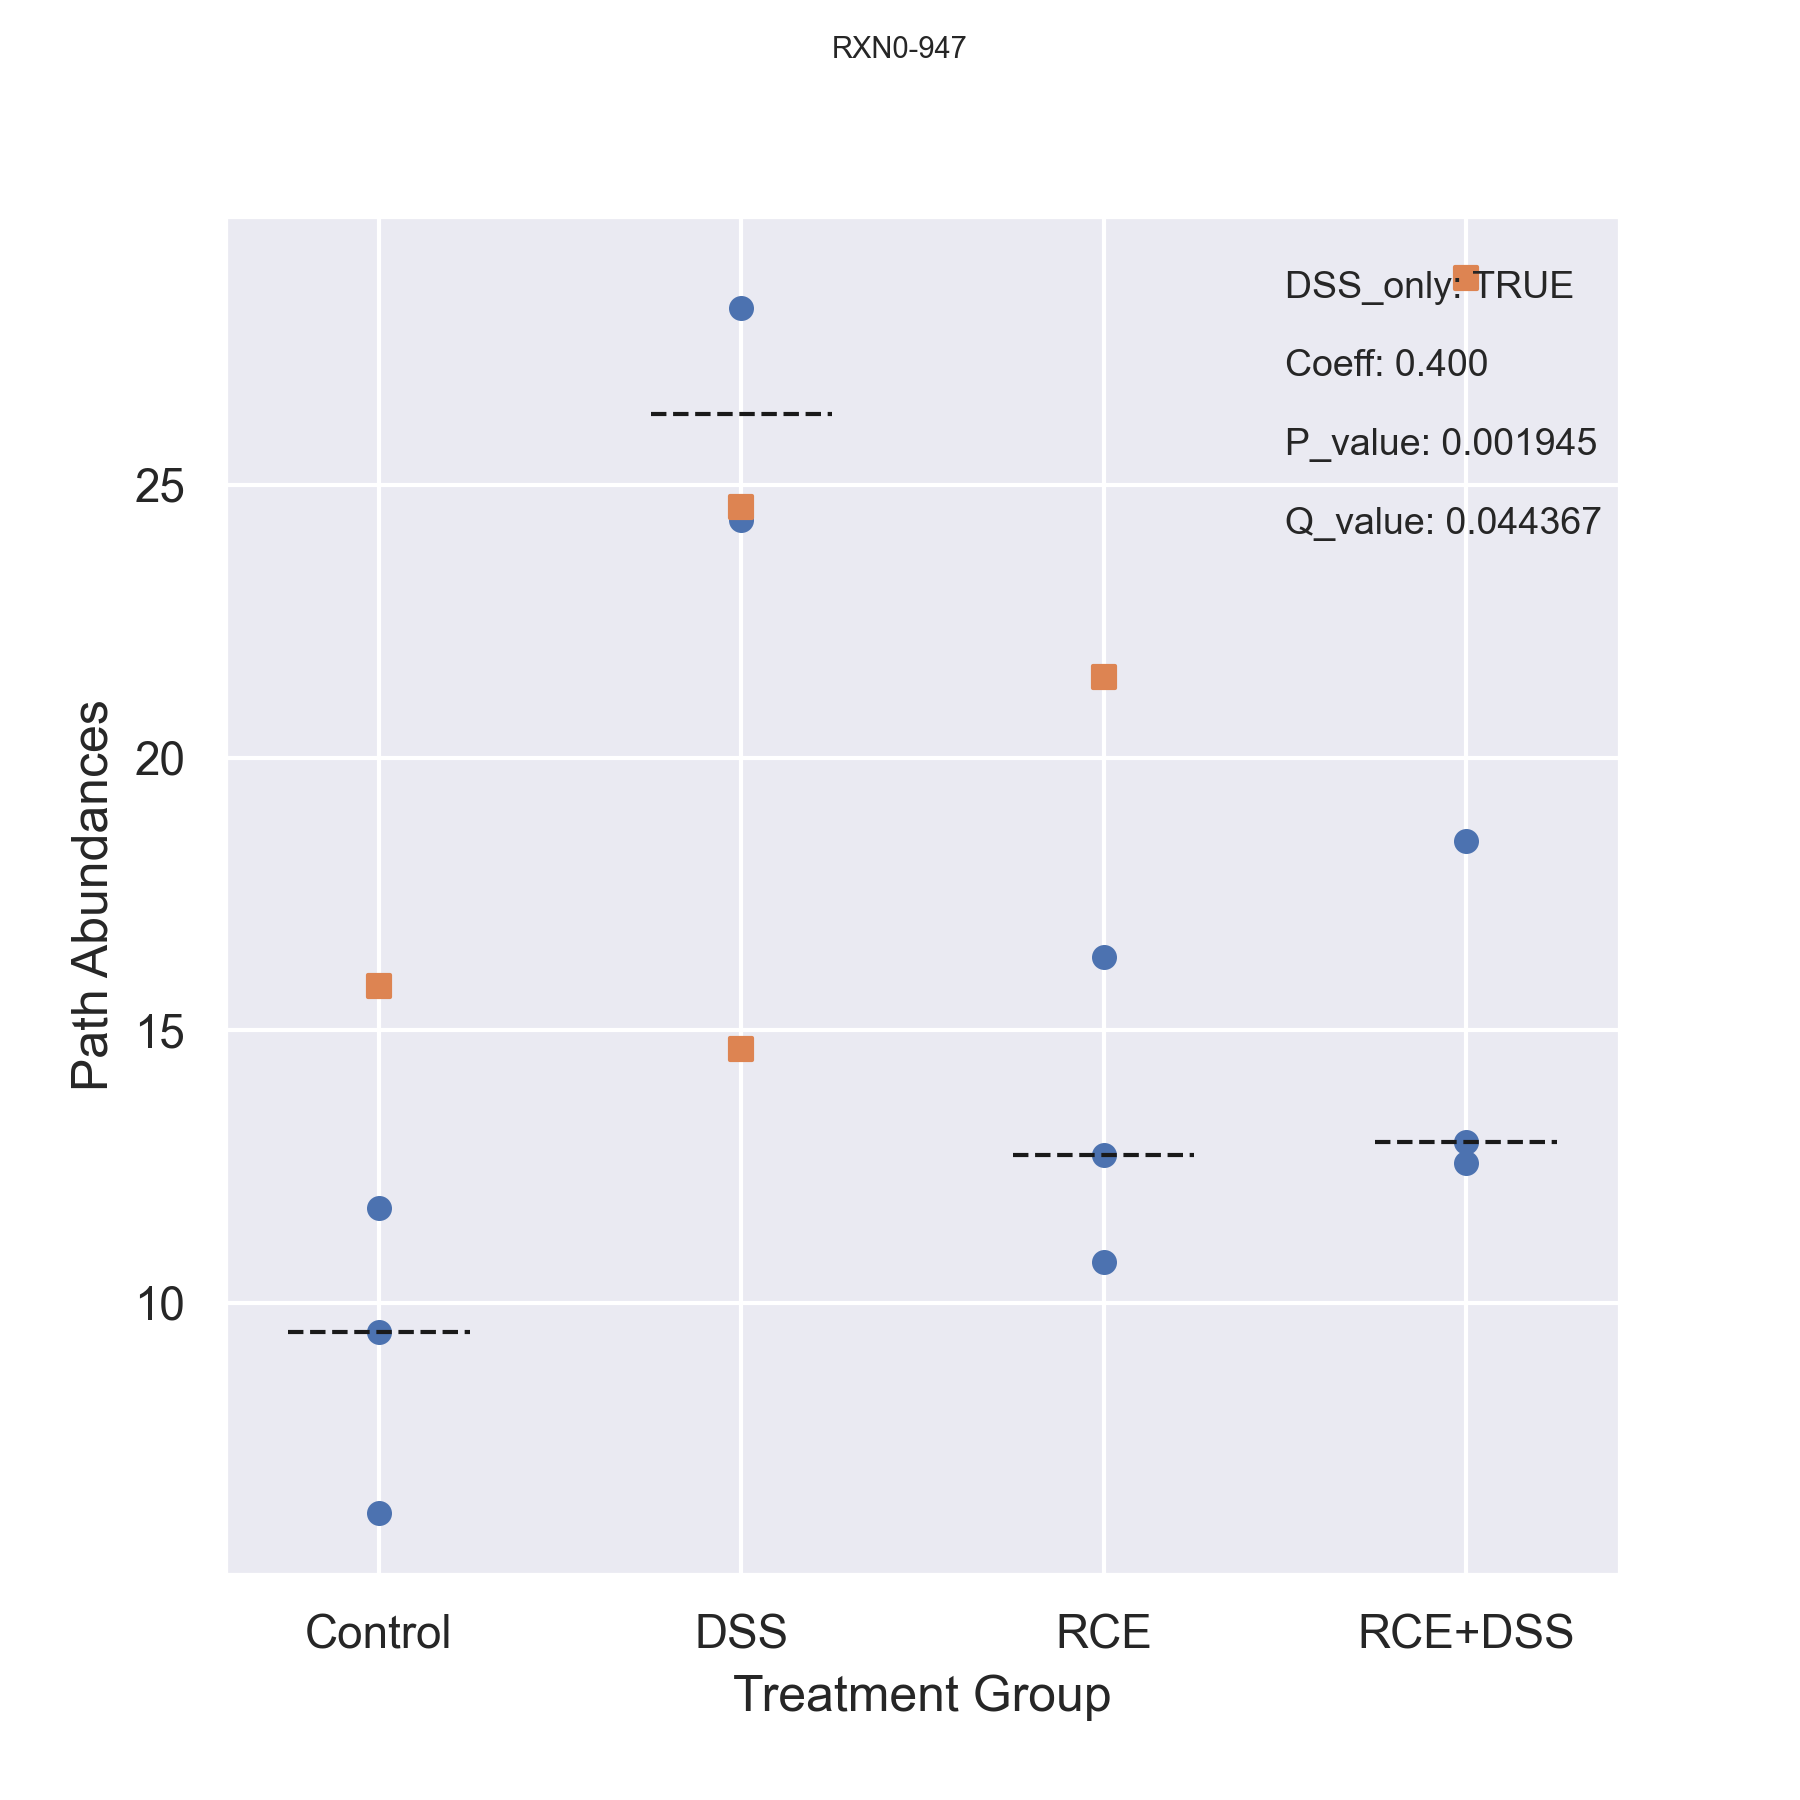 RXN0-947
DSS_only: TRUE
Coeff: 0.400
P_value: 0.001945
Q_value: 0.044367
25
20
15
10
Path Abundances
Control
DSS
RCE
RCE+DSS
Treatment Group